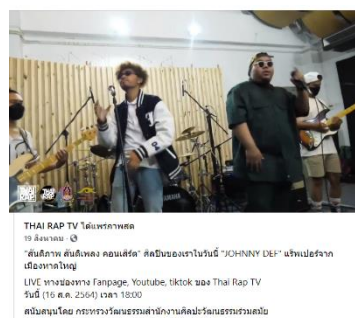 THAI RAP TV ได้แพร่ภาพสด
19 สิงหาคม
"สันติภาพ สันติเพลง คอนเสิร์ต" ศิลปินของเราในวันนี้ "JOHNNY DEF" แร็พเปอร์จาก
เมืองหาดใหญ่
LIVE ทางช่องทาง Fanpage, Youtube, tiktok ของ Thai Rap TV
วันนี้ (16 ส.ค. 2564) เวลา 18:00
สนับสนุนโดย กระทรวงวัฒนธรรมสำนักงานศิลปะวัฒนธรรมร่วมสมัย